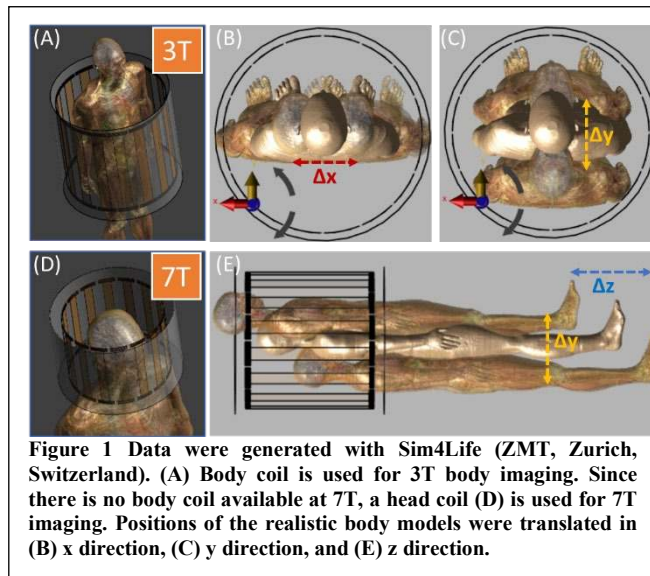 (A)
3T
(B)
Δx
x
(C)
Δy
x
(D)
7T
(E)
Δz
Δy
Figure 1 Data were generated with Sim4Life (ZMT, Zurich,
Switzerland). (A) Body coil is used for 3T body imaging. Since
there is no body coil available at 7T, a head coil (D) is used for 7T
imaging. Positions of the realistic body models were translated in
(B) x direction, (C) y direction, and (E) z direction.